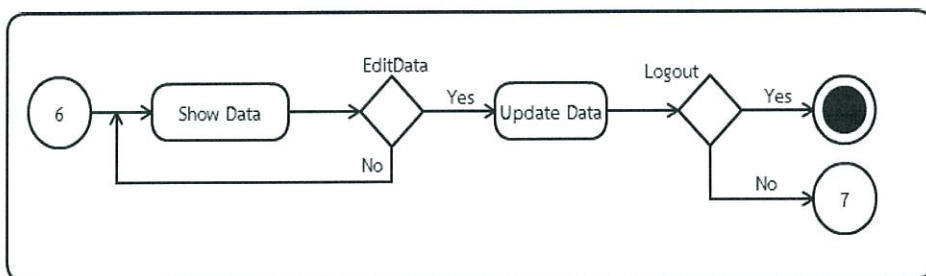 EditData
Logout
6
Show Data
Yes
Update Data
Yes
No
No
7